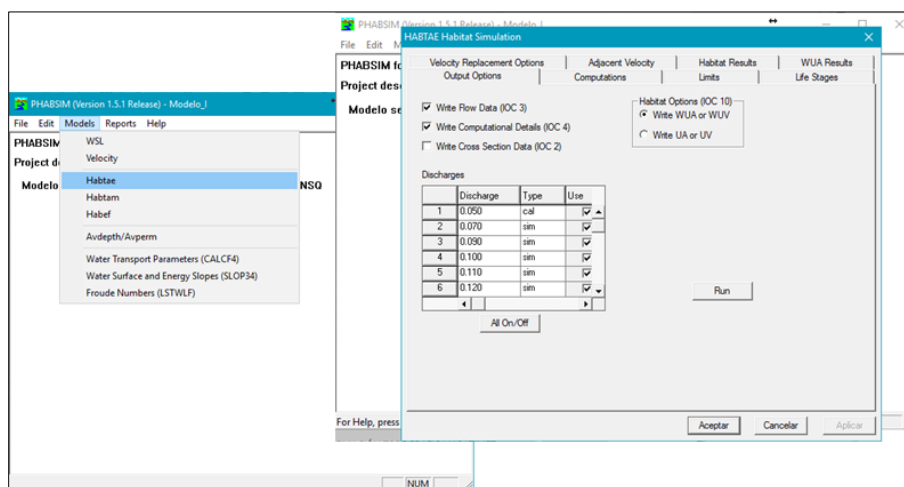 PHABSIM (Version 1.5.1 Release) - Modelo_I
File Edit Models Reports Help
PHABSIM
Project d
Modelo
NSQ
WSL
Velocity
Habtae
Habtam
Habef
Avdepth/Avperm
Water Transport Parameters (CALCF4)
Water Surface and Energy Slopes (SLOP34)
Froude Numbers (LSTWLF)
NUM
PHABSIM (Version 1.5.1 Release) - Modelo_I
File Edit M
PHABSIM fo
Project des
Modelo se
For Help, press
HABTAE Habitat Simulation
Velocity Replacement Options Adjacent Velocity Habitat Results WUA Results
Output Options Computations Limits Life Stages
Write Flow Data (IOC 3)
Write Computational Details (IOC 4)
Write Cross Section Data (IOC 2)
Habitat Options (IOC 10)
Write WUA or WUV
Write UA or UV
Discharges
Discharge Type Use
1 0.050 cal
2 0.070 sim
3 0.090 sim
4 0.100 sim
5 0.110 sim
6 0.120 sim
All On/Off
Run
Aceptar Cancelar Aplicar